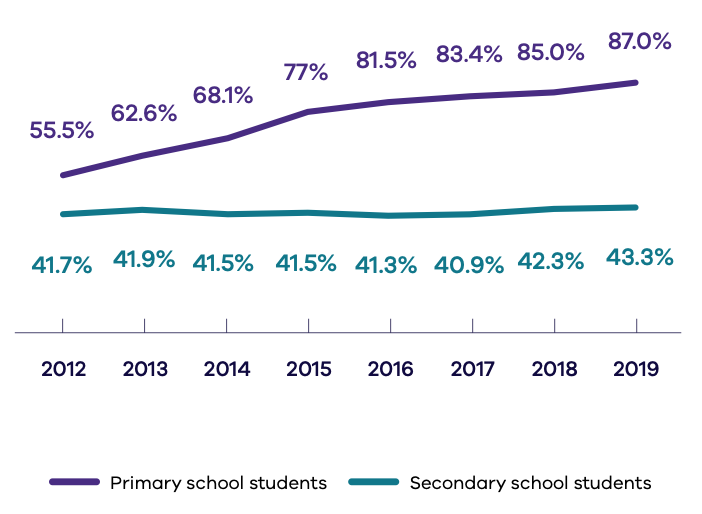 55.5% 62.6% 68.1% 77% 81.5% 83.4% 85.0% 87.0%
41.7% 41.9% 41.5% 41.5% 41.3% 40.9% 42.3% 43.3%
2012 2013 2014 2015 2016 2017 2018 2019
Primary school students Secondary school students